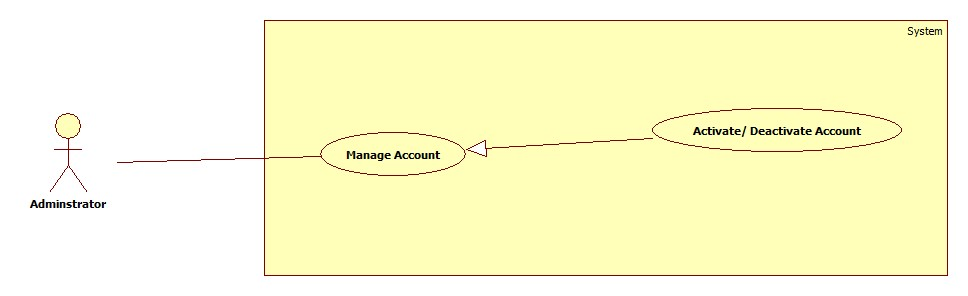 System
Activate/ Deactivate Account
Manage Account
Adminstrator